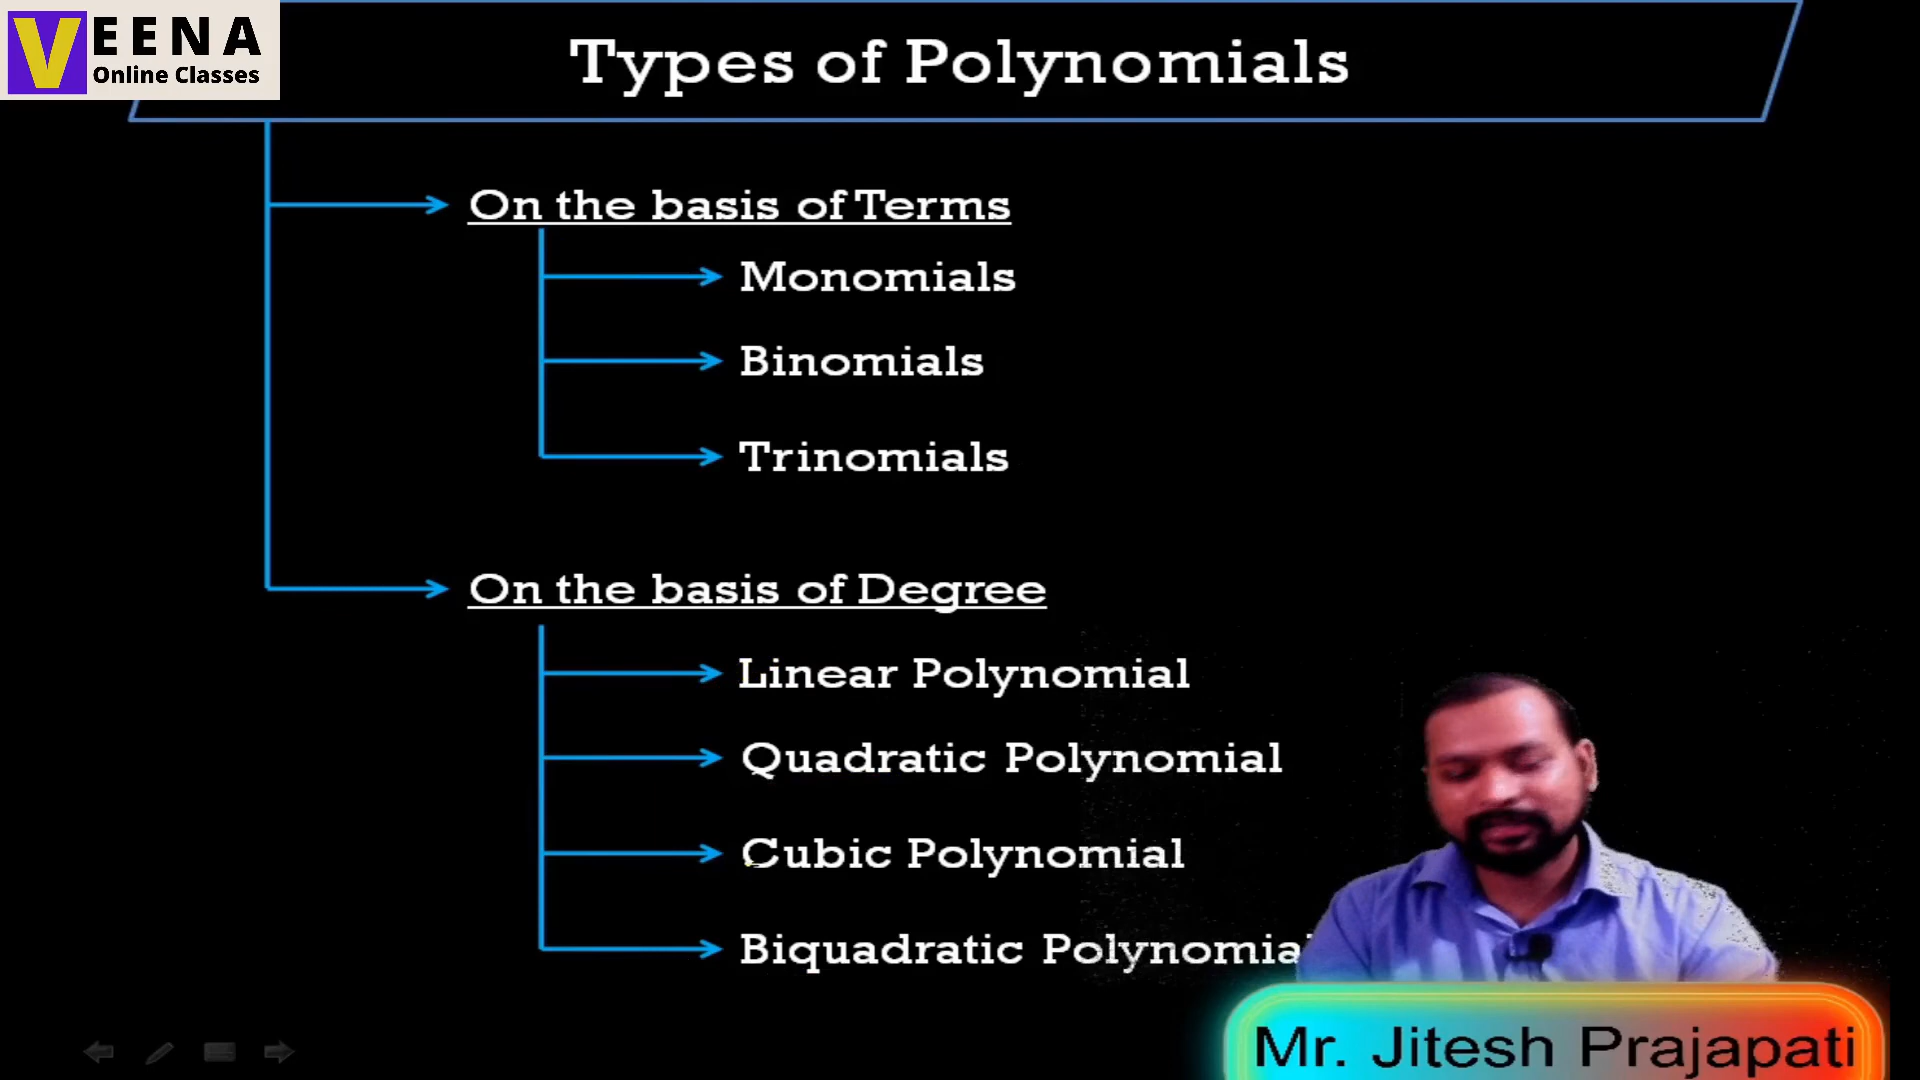 VEENA
Online Classes
Types of Polynomials
On the basis of Terms
Monomials
Binomials
Trinomials
On the basis of Degree
Linear Polynomial
Quadratic Polynomial
Cubic Polynomial
Biquadratic Polynomial
Mr. Jitesh Prajapati